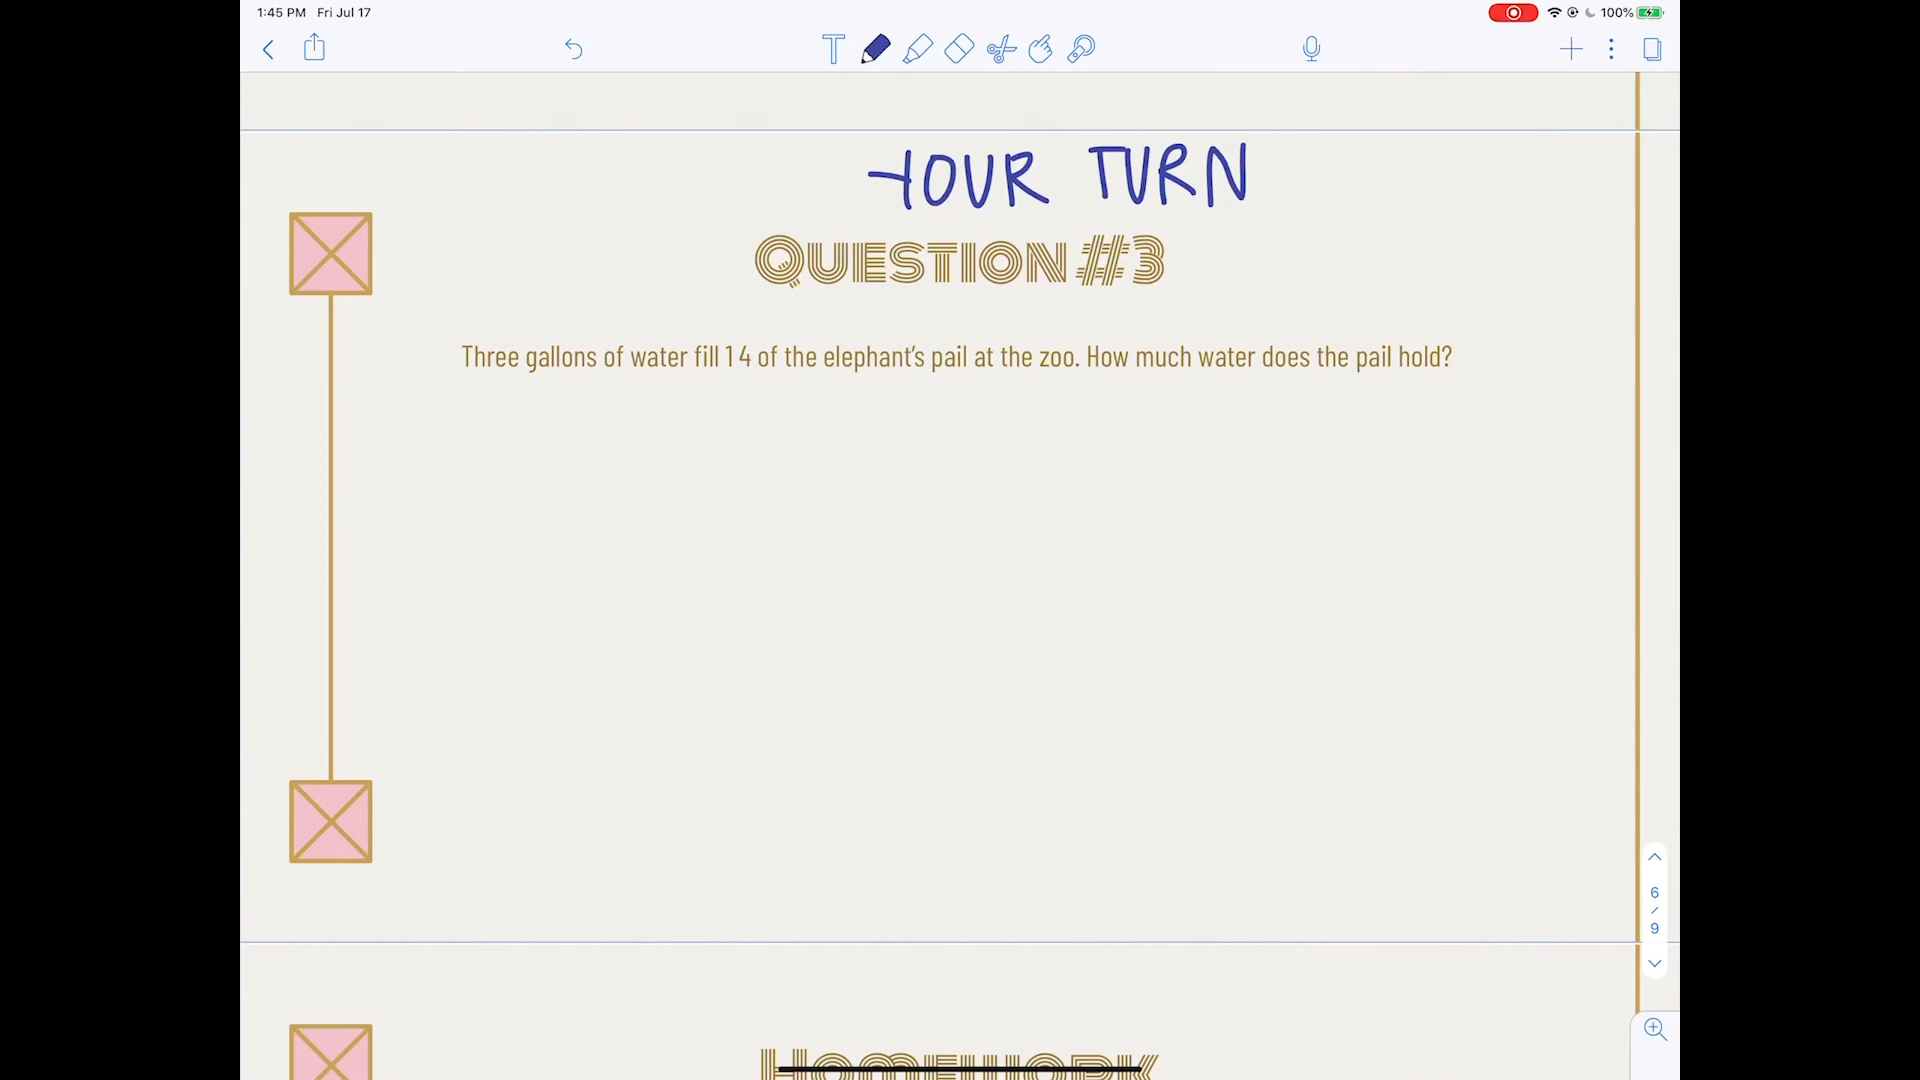 1:45 PM Fri Jul 17
100%
YOUR TURN
QUESTION #3
Three gallons of water fill 1 4 of the elephant's pail at the zoo. How much water does the pail hold?
6
/
9
HOMEWORK